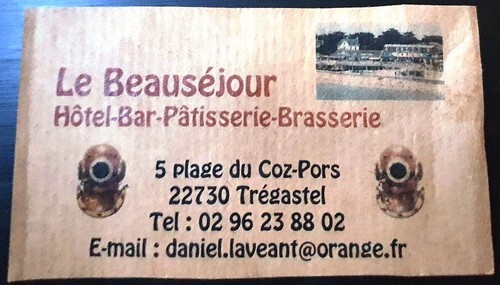 Le Beauséjour
Hôtel-Bar-Pâtisserie-Brasserie
5 plage du Coz-Pors
22730 Trégastel
Tel : 02 96 23 88 02
E-mail : daniel.laveant@orange.fr